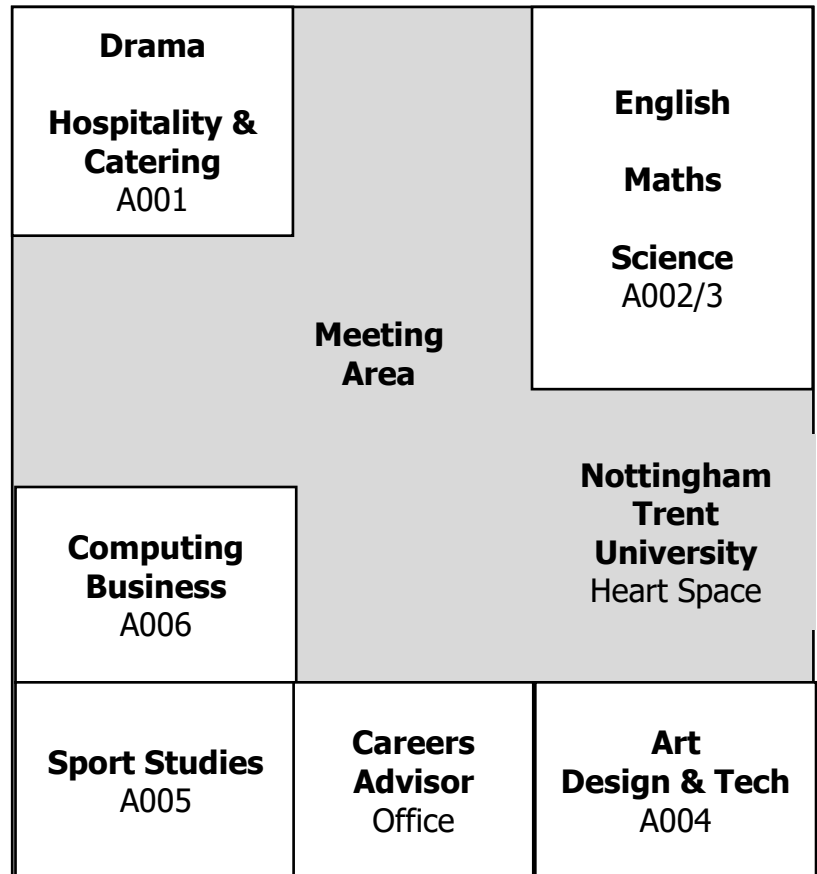 Drama
Hospitality &
Catering
A001
English
Maths
Science
A002/3
Meeting
Area
Nottingham
Trent
University
Heart Space
Computing
Business
A006
Sport Studies
A005
Careers
Advisor
Office
Art
Design & Tech
A004